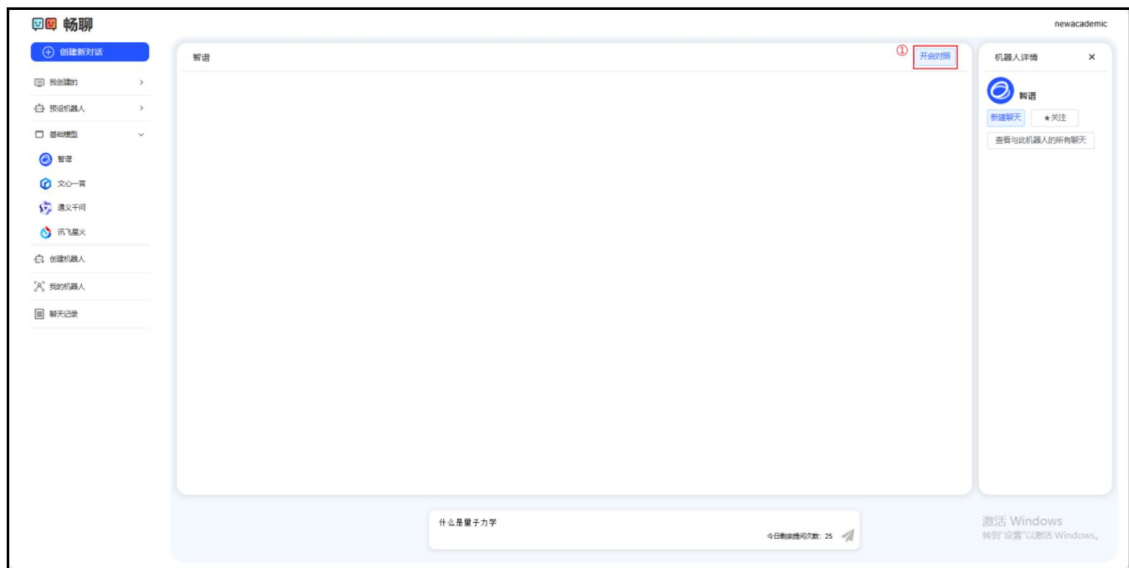 畅聊
newacademic
创建新对话
我创建的
预设机器人
基础模型
智谱
文心一言
通义千问
讯飞星火
创建机器人
我的机器人
聊天记录
智谱
①
开启对照
机器人详情
×
智谱
新建聊天
★关注
查看与此机器人的所有聊天
什么是量子力学
今日剩余提问次数: 25
激活 Windows
转到"设置"以激活 Windows。